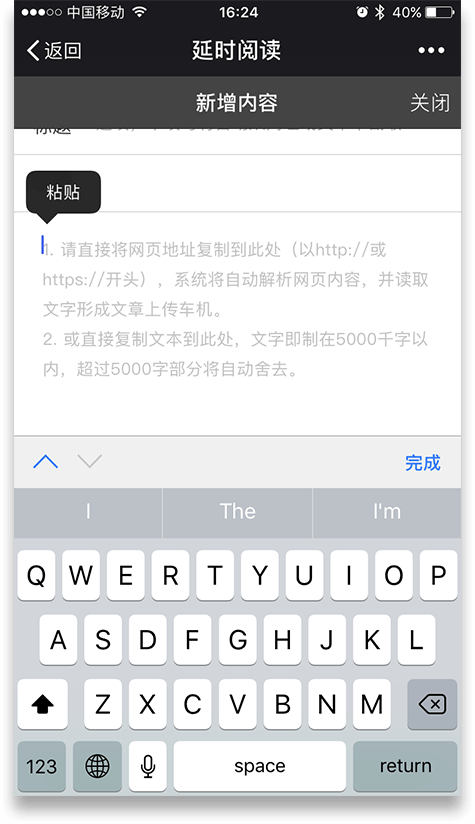 中国移动 16:24 40%
返回 延时阅读
新增内容 关闭
标题
粘贴
1. 请直接将网页地址复制到此处（以http://或
https://开头），系统将自动解析网页内容，并读取
文字形成文章上传车机。
2. 或直接复制文本到此处，文字即制在5000千字以
内，超过5000字部分将自动舍去。
完成
I The I'm
Q W E R T Y U I O P
A S D F G H J K L
Z X C V B N M
123 space return